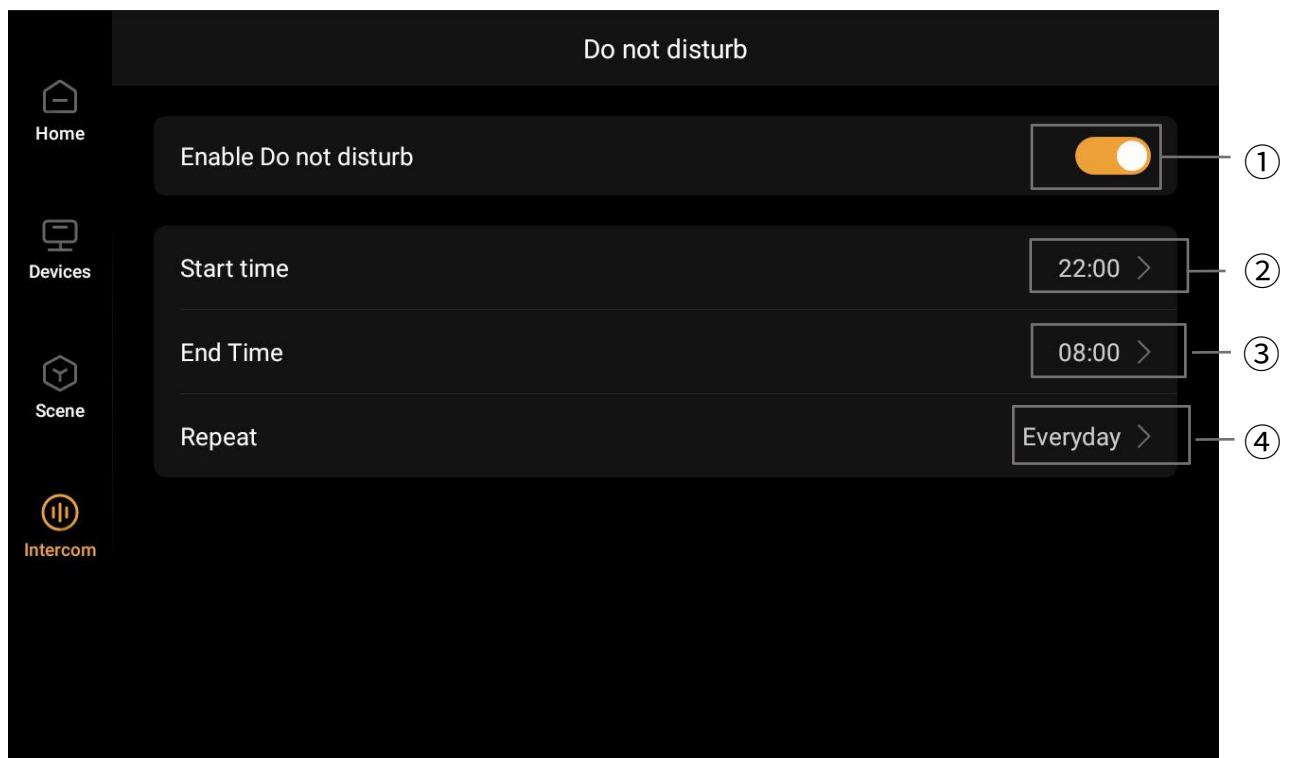 Do not disturb
Home
Enable Do not disturb
①
Devices
Start time
22:00
②
End Time
08:00
③
Scene
Repeat
Everyday
④
Intercom